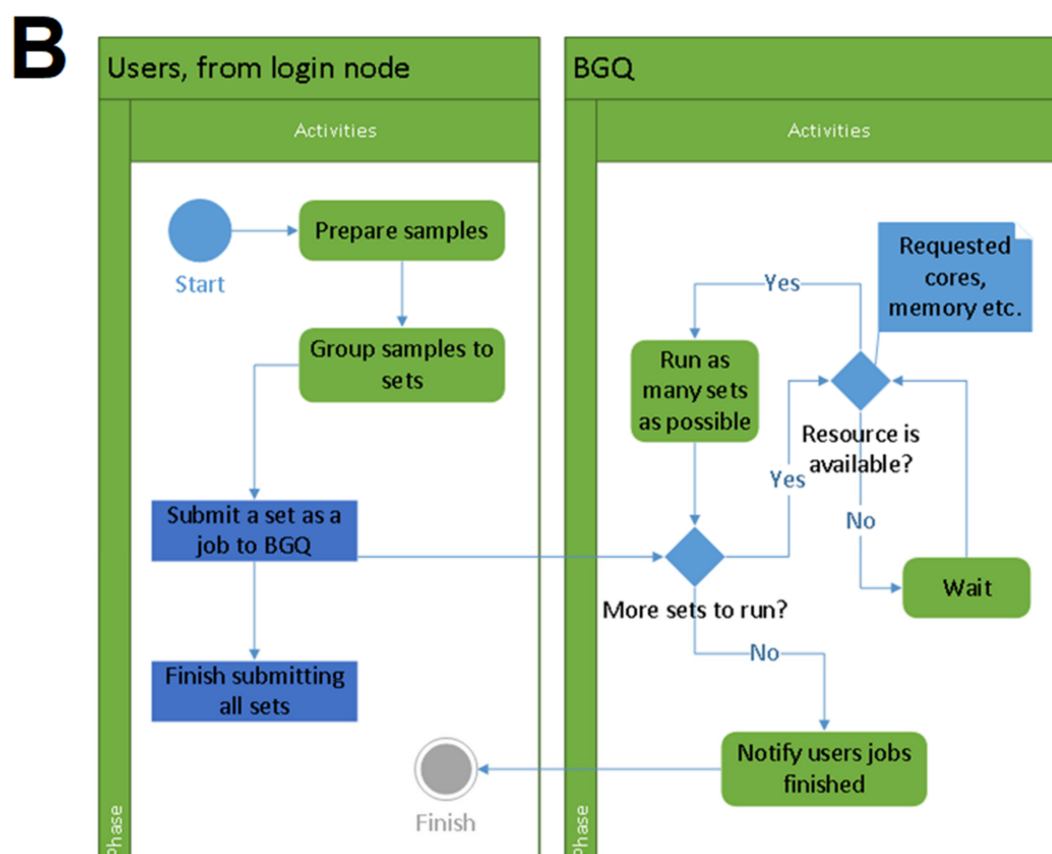 B
Users, from login node
Activities
Start
Prepare samples
Group samples to
sets
Submit a set as a
job to BGQ
Finish submitting
all sets
Finish
Phase
BGQ
Activities
Requested
cores,
memory etc.
Yes
Run as
many sets
as possible
Resource is
available?
Yes
No
Wait
More sets to run?
No
Notify users jobs
finished
Phase